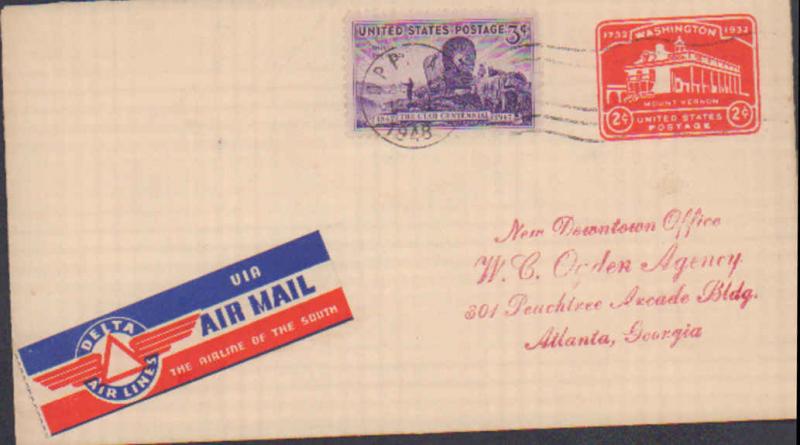 UNITED STATES POSTAGE 3¢
1847 THE UTAH CENTENNIAL 1947
1948
1732 WASHINGTON 1932
MOUNT VERNON
2¢ UNITED STATES POSTAGE 2¢
New Downtown Office
W. C. Ogden Agency
301 Peachtree Arcade Bldg.
Atlanta, Georgia
VIA
AIR MAIL
DELTA
AIR LINES
THE AIRLINE OF THE SOUTH